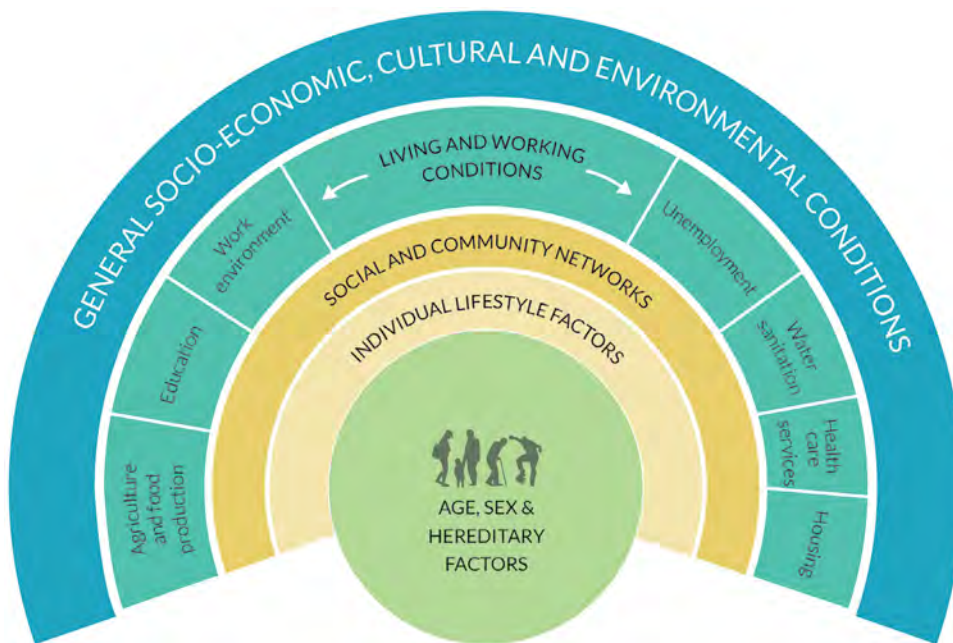 GENERAL SOCIO-ECONOMIC, CULTURAL AND ENVIRONMENTAL CONDITIONS
LIVING AND WORKING
CONDITIONS
Agriculture
and food
production
Education
Work
environment
Unemployment
Water
sanitation
Health
care
services
Housing
SOCIAL AND COMMUNITY NETWORKS
INDIVIDUAL LIFESTYLE FACTORS
AGE, SEX &
HEREDITARY
FACTORS